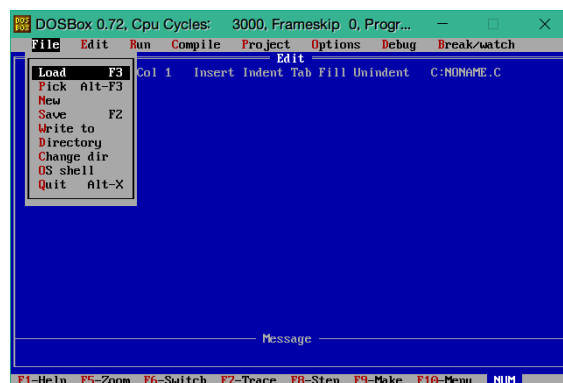 DOSBox 0.72, Cpu Cycles: 3000, Frameskip 0, Progr...
File Edit Run Compile Project Options Debug Break/watch
Edit
Col 1 Insert Indent Tab Fill Unindent C:NONAME.C
Load F3
Pick Alt-F3
New
Save F2
Write to
Directory
Change dir
OS shell
Quit Alt-X
Message
F1-Help F5-Zoom F6-Switch F7-Trace F8-Step F9-Make F10-Menu NUM